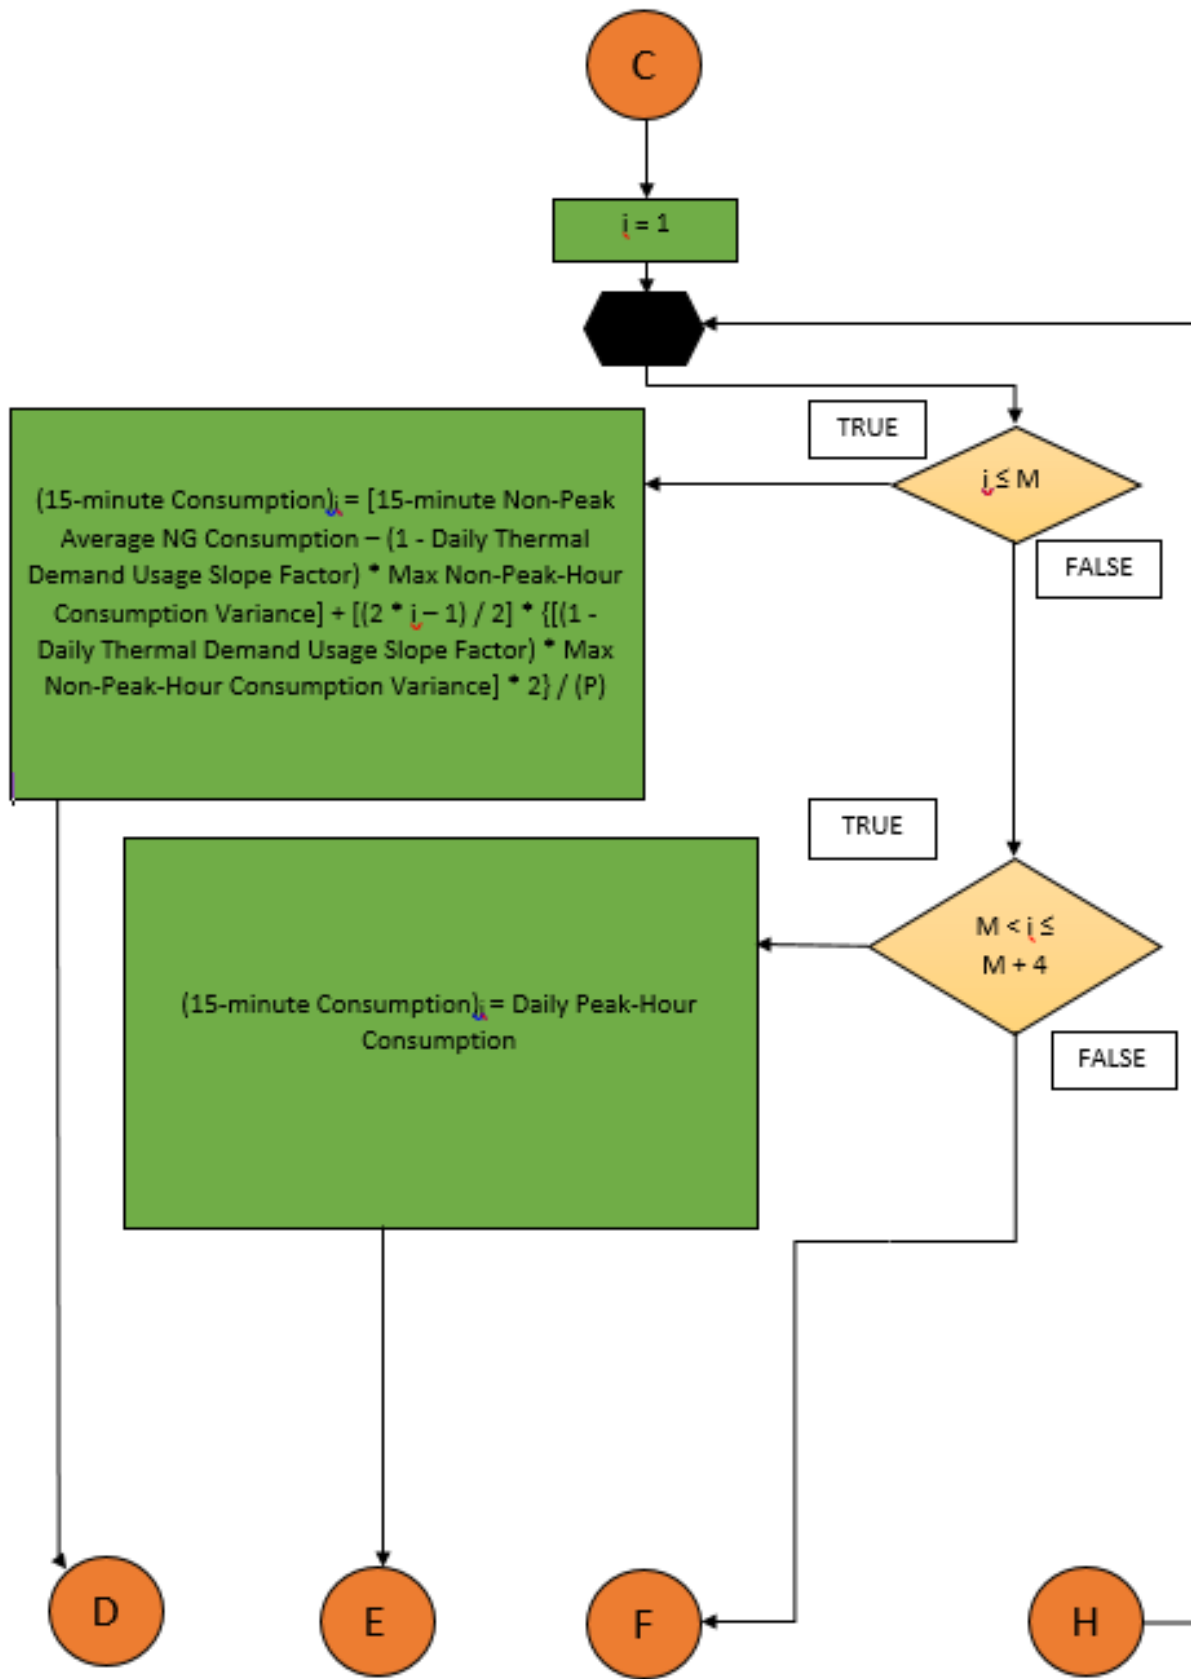 C
i = 1
TRUE
i ≤ M
FALSE
(15-minute Consumption)i = [15-minute Non-Peak
Average NG Consumption – (1 - Daily Thermal
Demand Usage Slope Factor) * Max Non-Peak-Hour
Consumption Variance] + [(2 * i – 1) / 2] * {[(1 -
Daily Thermal Demand Usage Slope Factor) * Max
Non-Peak-Hour Consumption Variance] * 2} / (P)
TRUE
M < i ≤
M + 4
FALSE
(15-minute Consumption)i = Daily Peak-Hour
Consumption
D
E
F
H